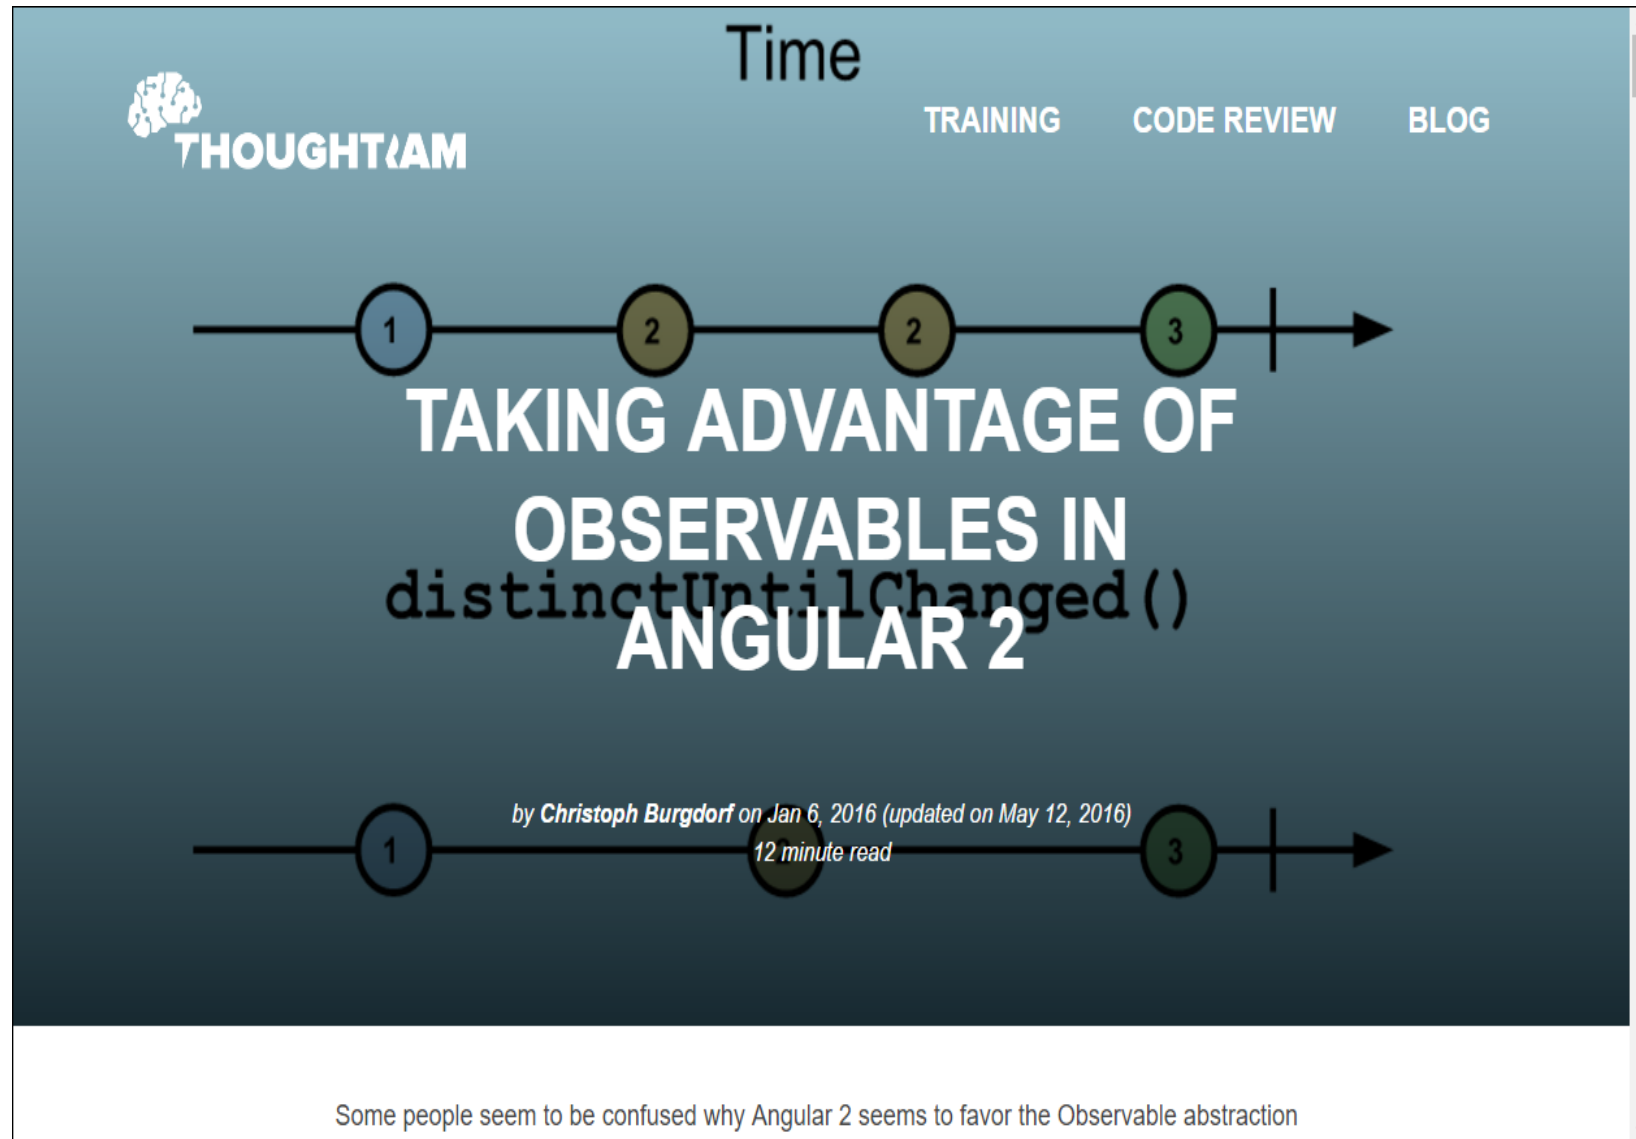 Time
THOUGHTRAM
TRAINING CODE REVIEW BLOG
1 2 2 3
TAKING ADVANTAGE OF
OBSERVABLES IN
distinctUntilChanged()
ANGULAR 2
by Christoph Burgdorf on Jan 6, 2016 (updated on May 12, 2016)
1 2 3
12 minute read
Some people seem to be confused why Angular 2 seems to favor the Observable abstraction